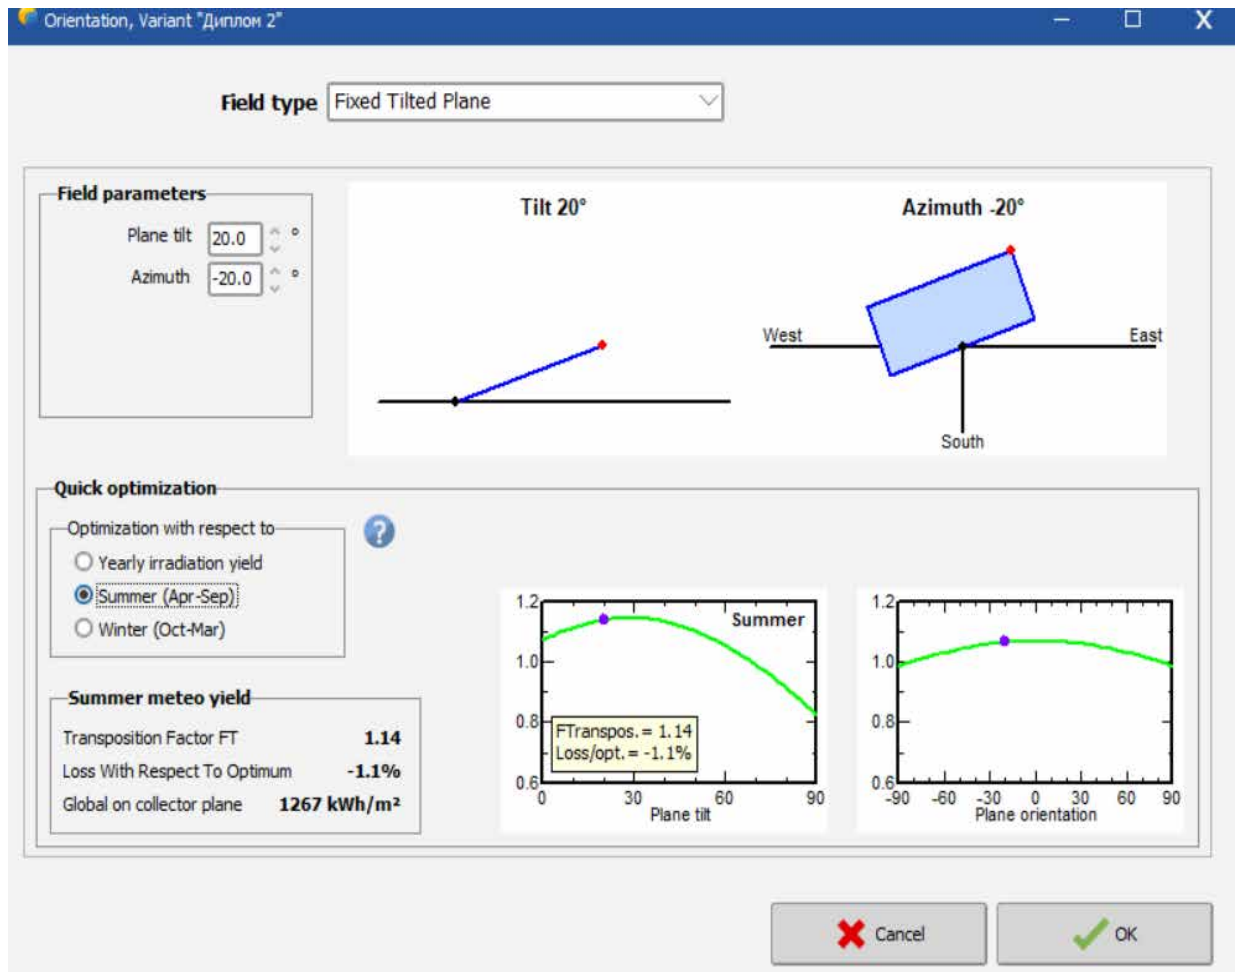 Orientation, Variant "Диплом 2"
Field type Fixed Tilted Plane
Field parameters
Plane tilt 20.0 °
Azimuth -20.0 °
Tilt 20°
Azimuth -20°
West
East
South
Quick optimization
Optimization with respect to
Yearly irradiation yield
Summer (Apr-Sep)
Winter (Oct-Mar)
?
Summer meteo yield
Transposition Factor FT 1.14
Loss With Respect To Optimum -1.1%
Global on collector plane 1267 kWh/m²
Summer
1.2
1.0
0.8
0.6
FTranspos.= 1.14
Loss/opt.= -1.1%
0 30 60 90
Plane tilt
1.2
1.0
0.8
0.6
-90 -60 -30 0 30 60 90
Plane orientation
Cancel
OK